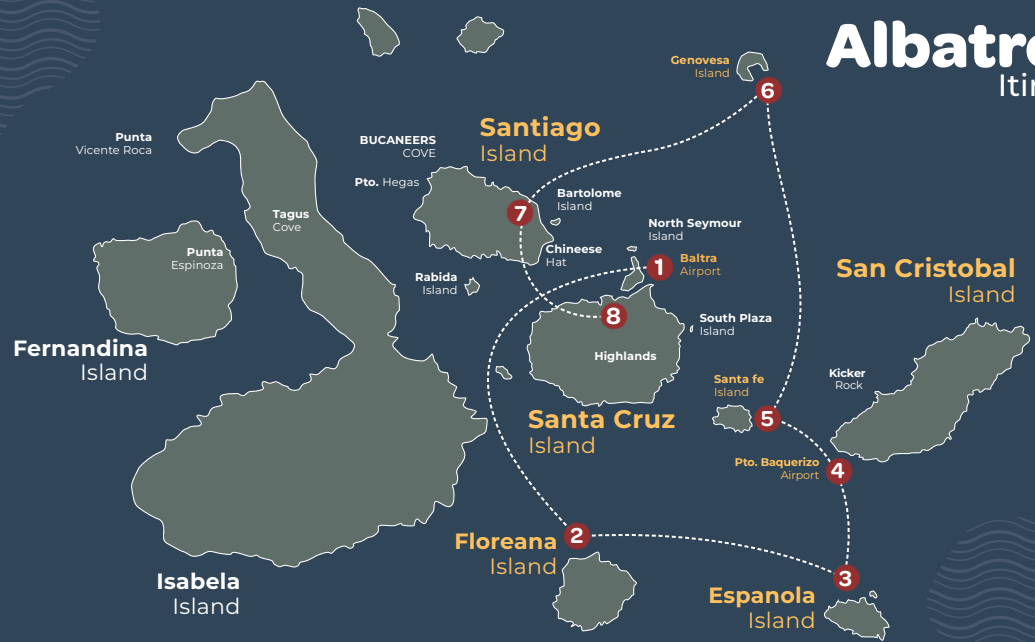 Albatro
Itin
Genovesa
Island
6
Punta
Vicente Roca
BUCANEERS
COVE
Santiago
Island
Pto. Hegas
Bartolome
Island
7
Tagus
Cove
North Seymour
Island
Chineese
Hat
Punta
Espinoza
Baltra
Airport
1
San Cristobal
Island
Rabida
Island
8
South Plaza
Island
Fernandina
Island
Highlands
Santa fe
Island
Kicker
Rock
Santa Cruz
Island
5
Pto. Baquerizo
Airport
4
Floreana
Island
2
3
Isabela
Island
Espanola
Island